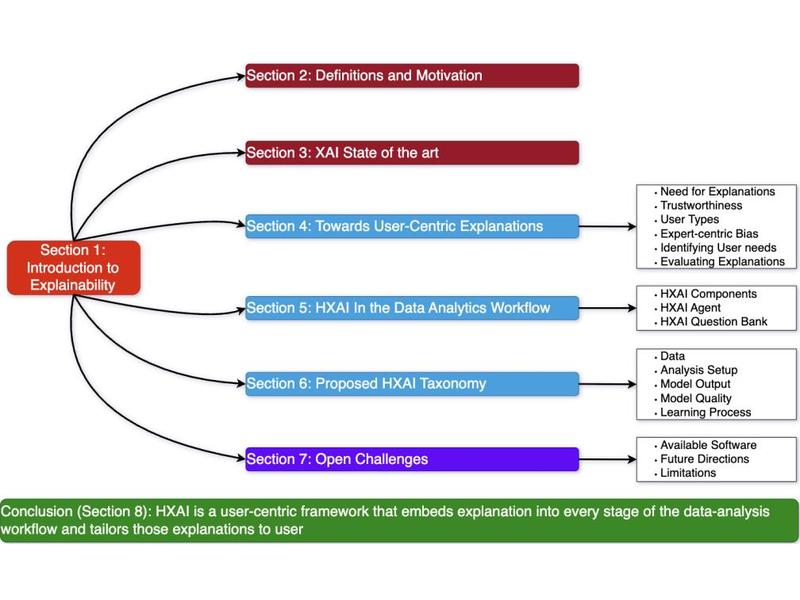 Section 2: Definitions and Motivation
Section 3: XAI State of the art
Section 4: Towards User-Centric Explanations
· Need for Explanations
· Trustworthiness
· User Types
· Expert-centric Bias
· Identifying User needs
· Evaluating Explanations
Section 1:
Introduction to
Explainability
Section 5: HXAI In the Data Analytics Workflow
· HXAI Components
· HXAI Agent
· HXAI Question Bank
Section 6: Proposed HXAI Taxonomy
· Data
· Analysis Setup
· Model Output
· Model Quality
· Learning Process
Section 7: Open Challenges
· Available Software
· Future Directions
· Limitations
Conclusion (Section 8): HXAI is a user-centric framework that embeds explanation into every stage of the data-analysis
workflow and tailors those explanations to user